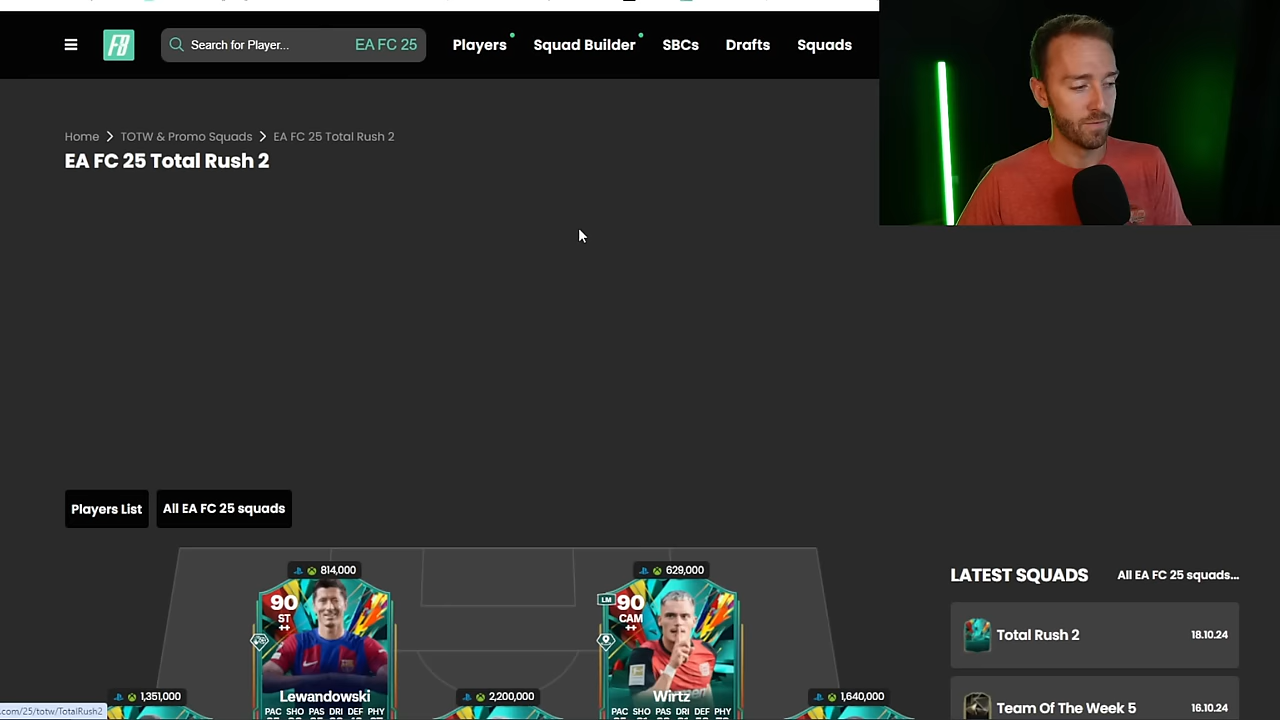 Search for Player...
EA FC 25
Players
Squad Builder
SBCs
Drafts
Squads
Home
TOTW & Promo Squads
EA FC 25 Total Rush 2
EA FC 25 Total Rush 2
Players List
All EA FC 25 squads
814,000
629,000
90
ST
++
Lewandowski
PAC SHO PAS DRI DEF PHY
LM
90
CAM
++
Wirtz
PAC SHO PAS DRI DEF PHY
1,351,000
2,200,000
1,640,000
LATEST SQUADS
All EA FC 25 squads...
Total Rush 2
18.10.24
Team Of The Week 5
16.10.24
.com/25/totw/TotalRush2